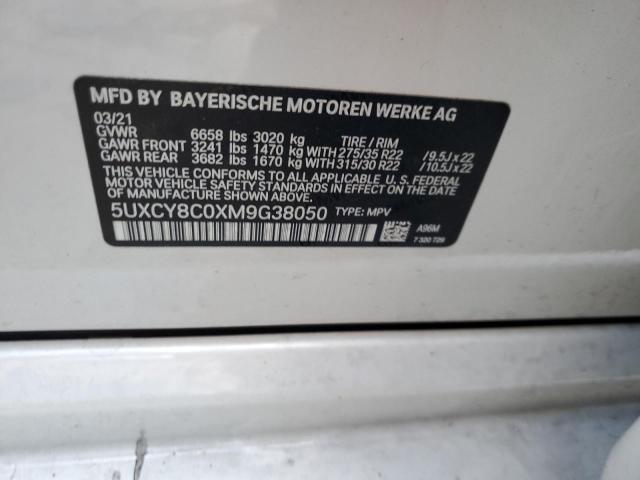 MFD BY BAYERISCHE MOTOREN WERKE AG
03/21
GVWR 6658 lbs 3020 kg TIRE / RIM
GAWR FRONT 3241 lbs 1470 kg WITH 275/35 R22 /9.5J x 22
GAWR REAR 3682 lbs 1670 kg WITH 315/30 R22 /10.5J x 22
THIS VEHICLE CONFORMS TO ALL APPLICABLE U.S. FEDERAL
MOTOR VEHICLE SAFETY STANDARDS IN EFFECT ON THE
DATE OF MANUFACTURE SHOWN ABOVE.
5UXCY8C0XM9G38050 TYPE: MPV
A96M
7 320 729